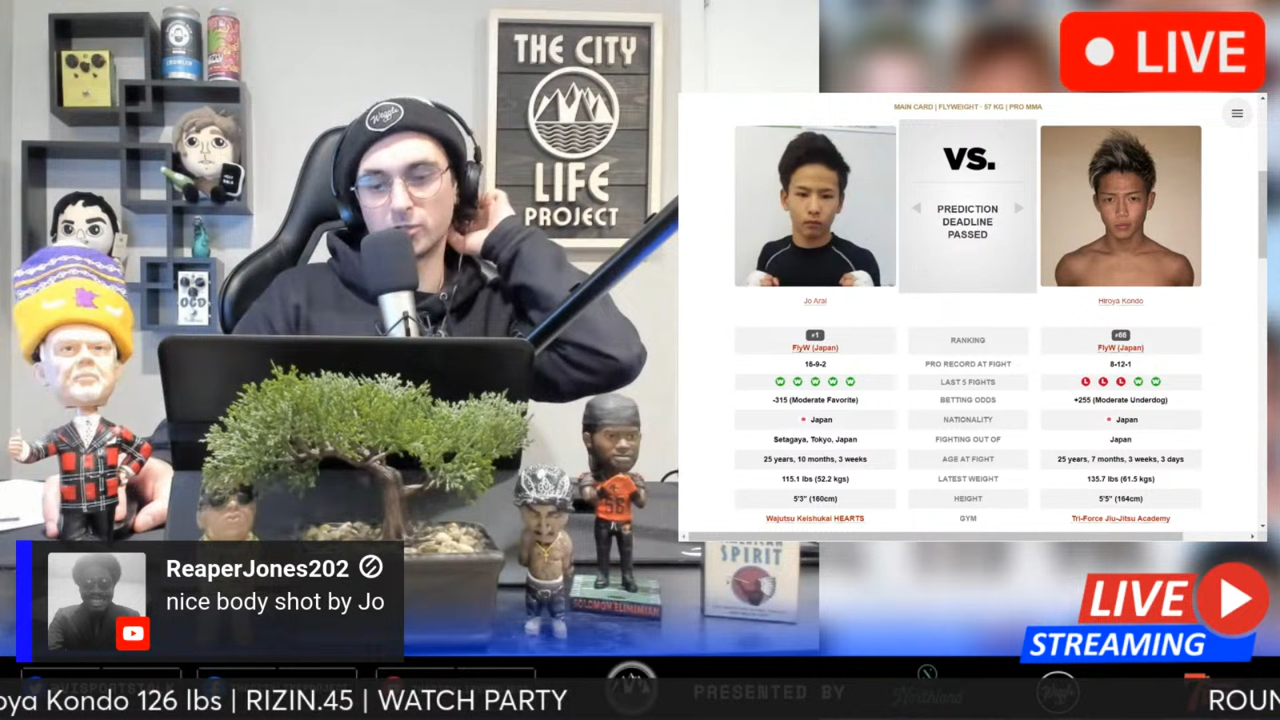 THE CITY
LIFE
PROJECT
Waggle
OCD
LIVE
MAIN CARD | FLYWEIGHT · 57 KG | PRO MMA
VS.
PREDICTION
DEADLINE
PASSED
Jo Arai
Hiroya Kondo
#1
RANKING
#66
FlyW (Japan)
FlyW (Japan)
16-9-2
PRO RECORD AT FIGHT
8-12-1
W W W W W
LAST 5 FIGHTS
L L L W W
-315 (Moderate Favorite)
BETTING ODDS
+255 (Moderate Underdog)
Japan
NATIONALITY
Japan
Setagaya, Tokyo, Japan
FIGHTING OUT OF
Japan
25 years, 10 months, 3 weeks
AGE AT FIGHT
25 years, 7 months, 3 weeks, 3 days
115.1 lbs (52.2 kgs)
LATEST WEIGHT
135.7 lbs (61.5 kgs)
5'3" (160cm)
HEIGHT
5'5" (164cm)
Wajutsu Keishukai HEARTS
GYM
Tri-Force Jiu-Jitsu Academy
56
SOLOMON ELIMIMIAN
SPIRIT
ReaperJones202
nice body shot by Jo
LIVE
STREAMING
PRESENTED BY
Northland
oya Kondo 126 lbs | RIZIN.45 | WATCH PARTY
ROUN